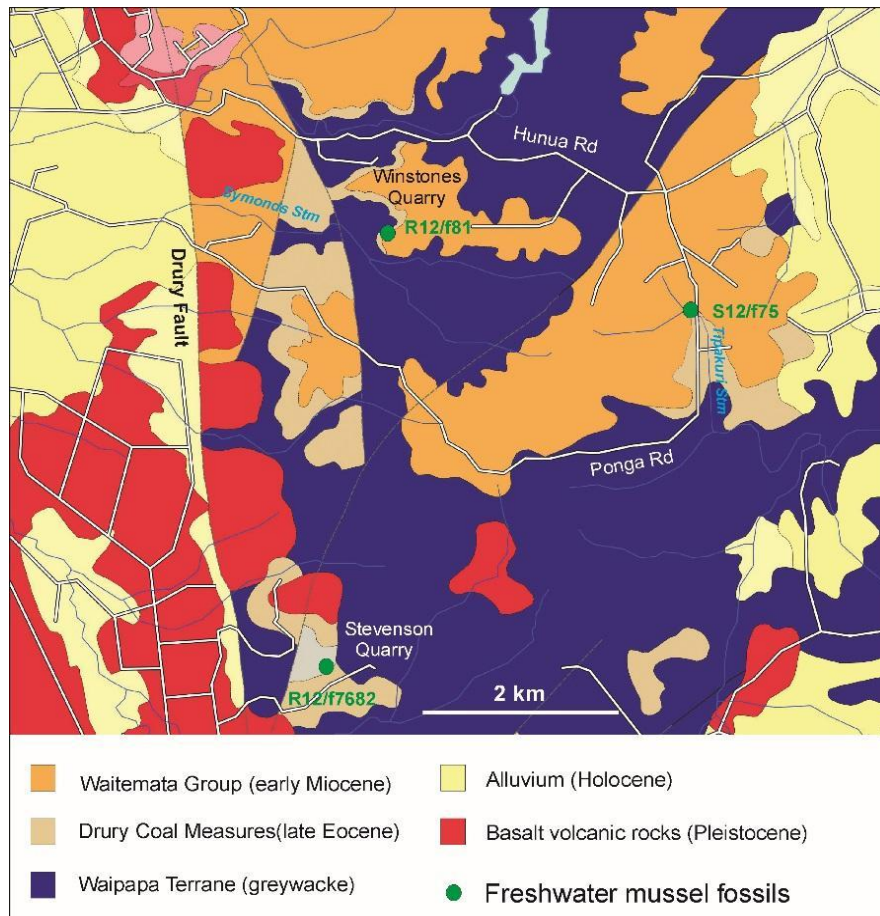 Hunua Rd
Winstones
Quarry
Symonds Stm
R12/f81
Drury Fault
S12/f75
Tipakuri Stm
Ponga Rd
Stevenson
Quarry
R12/f7682
2 km
Waitemata Group (early Miocene)
Alluvium (Holocene)
Drury Coal Measures(late Eocene)
Basalt volcanic rocks (Pleistocene)
Waipapa Terrane (greywacke)
Freshwater mussel fossils